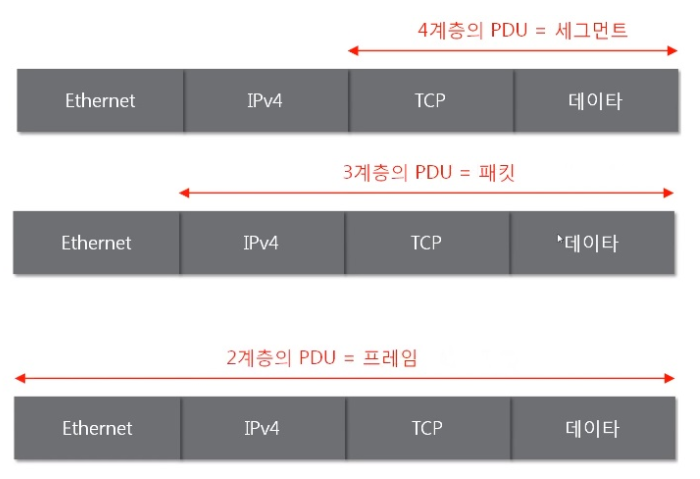 4계층의 PDU = 세그먼트
Ethernet IPv4 TCP 데이타
3계층의 PDU = 패킷
Ethernet IPv4 TCP 데이타
2계층의 PDU = 프레임
Ethernet IPv4 TCP 데이타